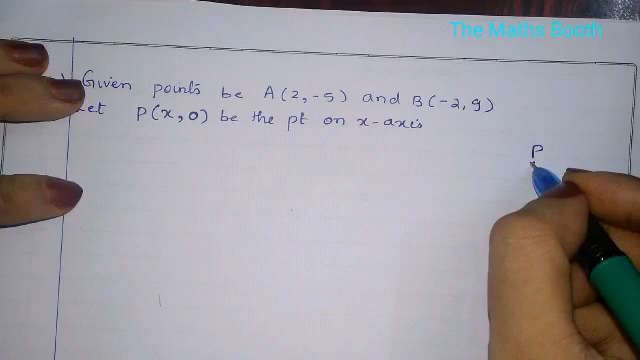 The Maths Booth
Given points be A(2,-5) and B(-2,9)
Let P(x,0) be the pt on x-axis
P